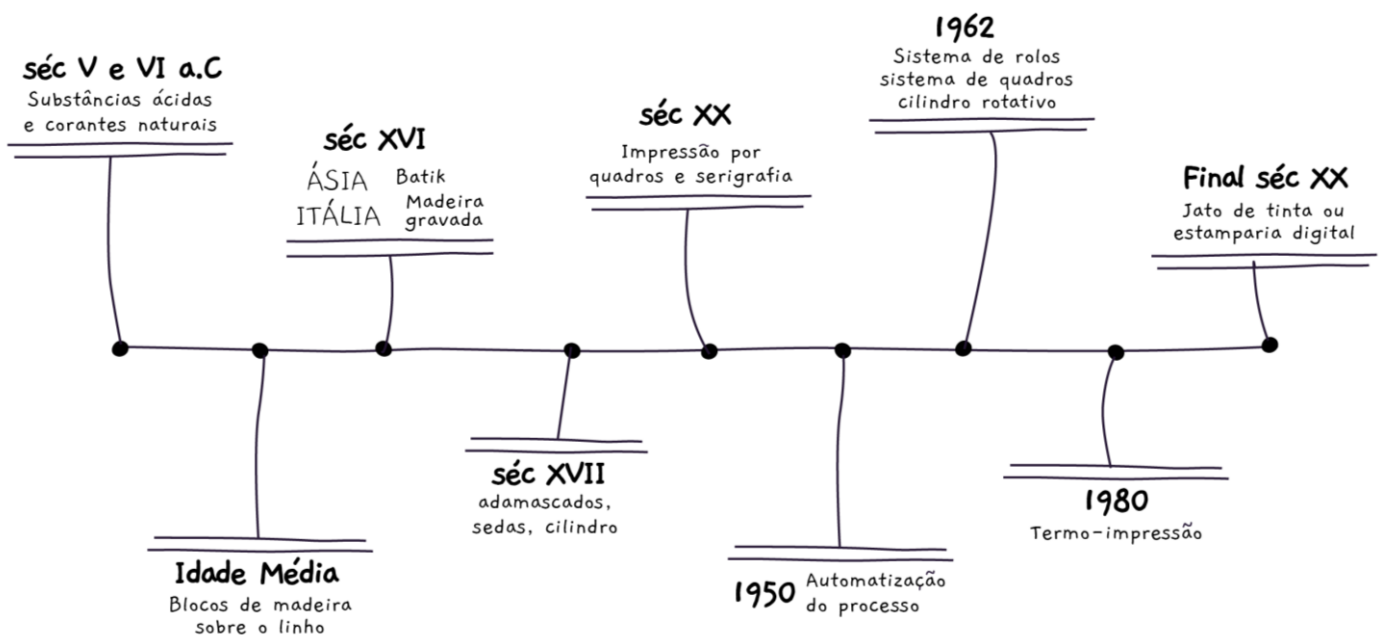 séc V e VI a.C
Substâncias ácidas
e corantes naturais
Idade Média
Blocos de madeira
sobre o linho
séc XVI
ÁSIA Batik
ITÁLIA Madeira
gravada
séc XVII
adamascados,
sedas, cilindro
séc XX
Impressão por
quadros e serigrafia
1950 Automatização
do processo
1962
Sistema de rolos
sistema de quadros
cilindro rotativo
1980
Termo-impressão
Final séc XX
Jato de tinta ou
estamparia digital